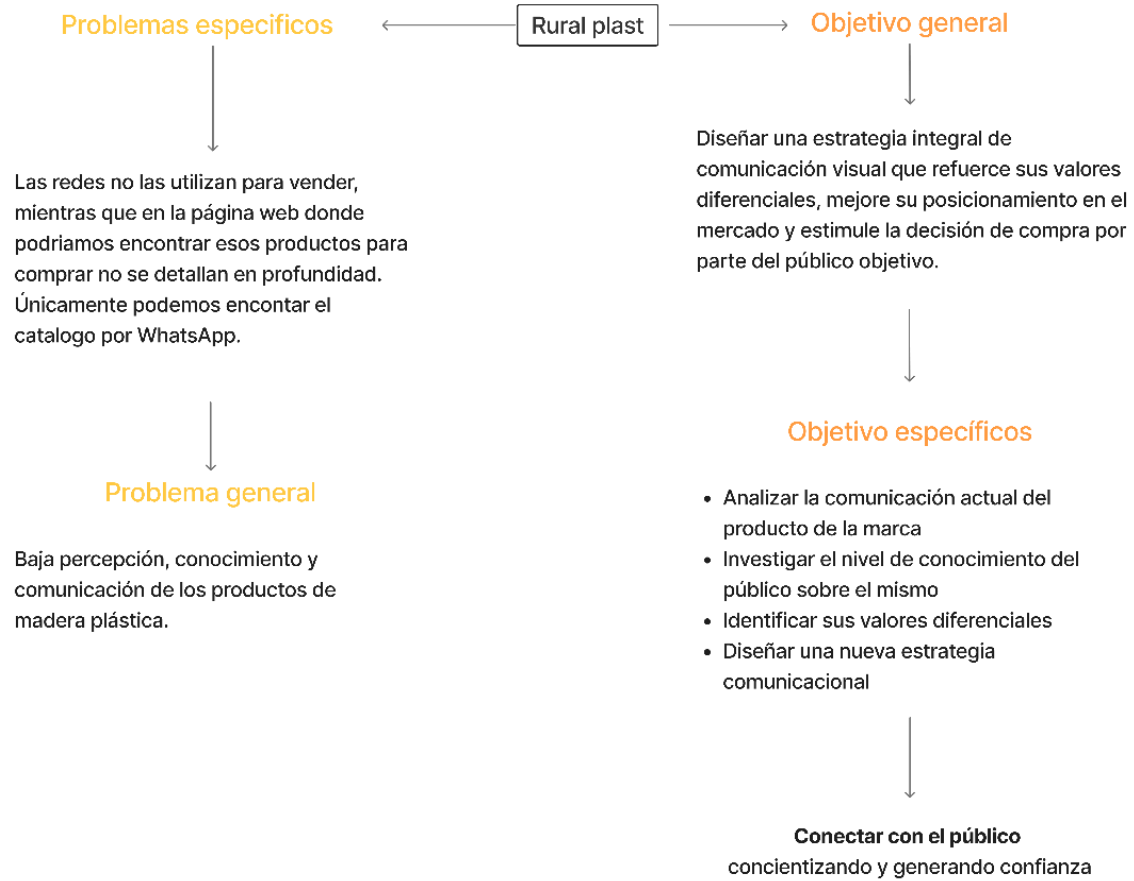 Rural plast
Problemas especificos
Las redes no las utilizan para vender,
mientras que en la página web donde
podriamos encontrar esos productos para
comprar no se detallan en profundidad.
Únicamente podemos encontar el
catalogo por WhatsApp.
Problema general
Baja percepción, conocimiento y
comunicación de los productos de
madera plástica.
Objetivo general
Diseñar una estrategia integral de
comunicación visual que refuerce sus valores
diferenciales, mejore su posicionamiento en el
mercado y estimule la decisión de compra por
parte del público objetivo.
Objetivo específicos
• Analizar la comunicación actual del
producto de la marca
• Investigar el nivel de conocimiento del
público sobre el mismo
• Identificar sus valores diferenciales
• Diseñar una nueva estrategia
comunicacional
Conectar con el público
concientizando y generando confianza